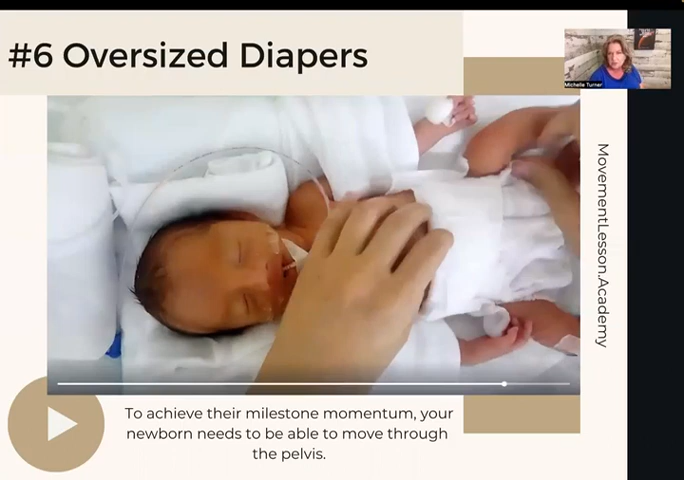 #6 Oversized Diapers
Michelle Turner
MovementLesson.Academy
To achieve their milestone momentum, your
newborn needs to be able to move through
the pelvis.